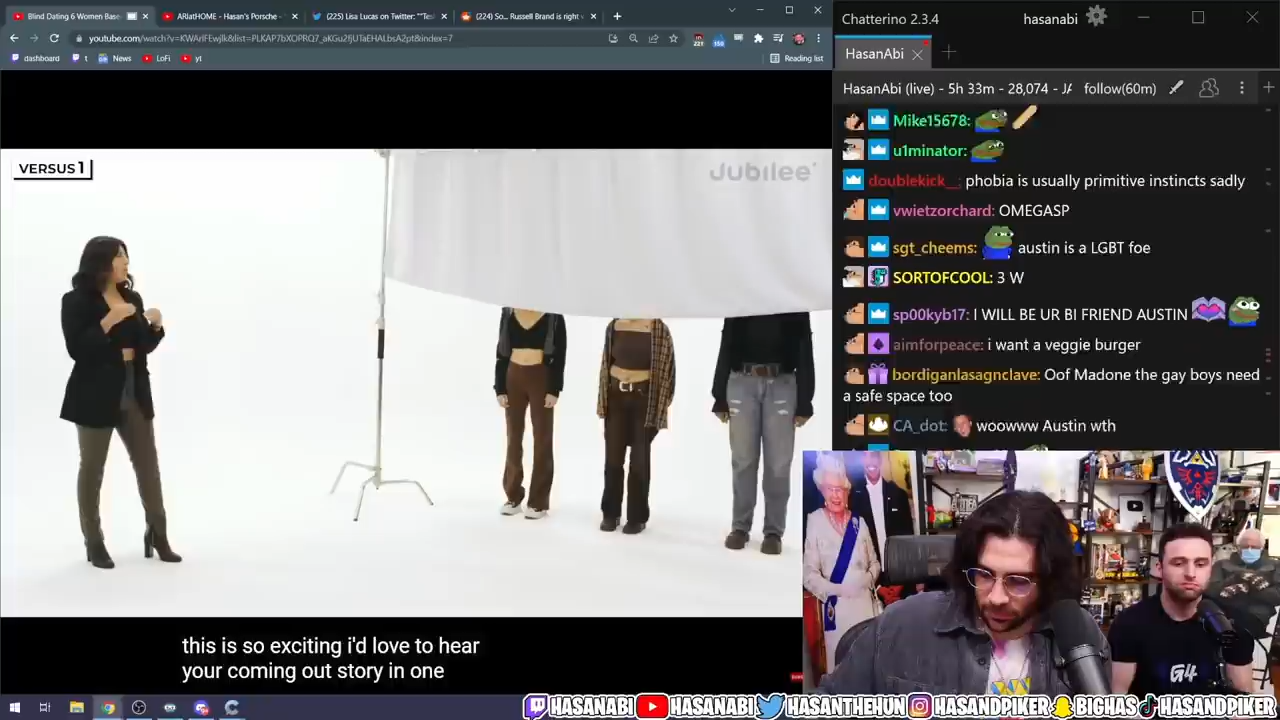 Blind Dating 6 Women Base
ARIatHOME - Hasan's Porsche -
(225) Lisa Lucas on Twitter: "*Tes
(224) So... Russell Brand is right w
youtube.com/watch?v=KWArIFEwjlk&list=PLKAP7bXOPRQ7_aKGu2fjUTaEHALbsA2pt&index=7
dashboard
t
News
LoFi
yt
Reading list
VERSUS 1
Jubilee
this is so exciting i'd love to hear
your coming out story in one
Chatterino 2.3.4
hasanabi
HasanAbi
HasanAbi (live) - 5h 33m - 28,074 - JA
follow(60m)
Mike15678:
u1minator:
doublekick__: phobia is usually primitive instincts sadly
vwietzorchard: OMEGASP
sgt_cheems: austin is a LGBT foe
SORTOFCOOL: 3 W
sp00kyb17: I WILL BE UR BI FRIEND AUSTIN
aimforpeace: i want a veggie burger
bordiganlasagnclave: Oof Madone the gay boys need
a safe space too
CA_dot: woowww Austin wth
G4
HASANABI HASANABI HASANTHEHUN HASANDPIKER BIGHAS HASANDPIKER